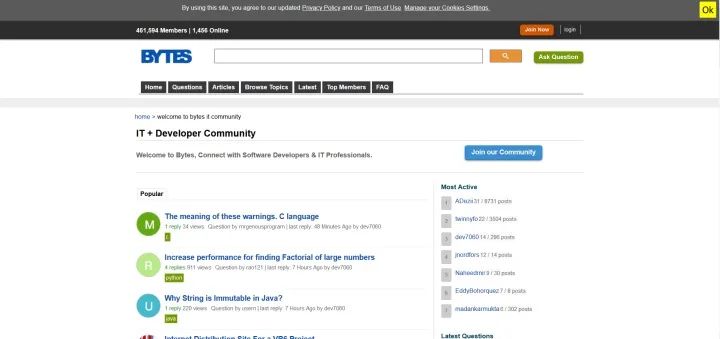 By using this site, you agree to our updated Privacy Policy and our Terms of Use. Manage your Cookies Settings.
Ok
461,594 Members | 1,456 Online
Join Now
login
BYTES
Ask Question
Home
Questions
Articles
Browse Topics
Latest
Top Members
FAQ
home > welcome to bytes it community
IT + Developer Community
Welcome to Bytes, Connect with Software Developers & IT Professionals.
Join our Community
Popular
M
The meaning of these warnings. C language
1 reply 34 views Question by mrgenousprogram | last reply: 48 Minutes Ago by dev7060
R
Increase performance for finding Factorial of large numbers
4 replies 911 views Question by rao121 | last reply: 7 Hours Ago by dev7060
python
U
Why String is Immutable in Java?
1 reply 220 views Question by usern | last reply: 7 Hours Ago by dev7060
java
Internet Distribution Site For a VB6 Project
Most Active
1 31 / 8731 posts
2 twinnyfo 22 / 3504 posts
3 dev7060 14 / 296 posts
4 jnordfors 12 / 14 posts
5 Naheedmir 9 / 30 posts
6 EddyBohorquez 7 / 8 posts
7 madankarmukta 6 / 302 posts
Latest Questions